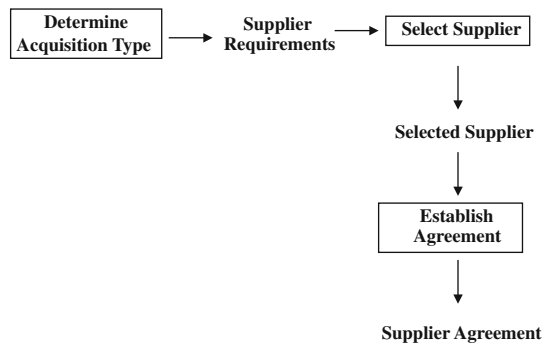 Determine
Acquisition Type
Supplier
Requirements
Select Supplier
Selected Supplier
Establish
Agreement
Supplier Agreement